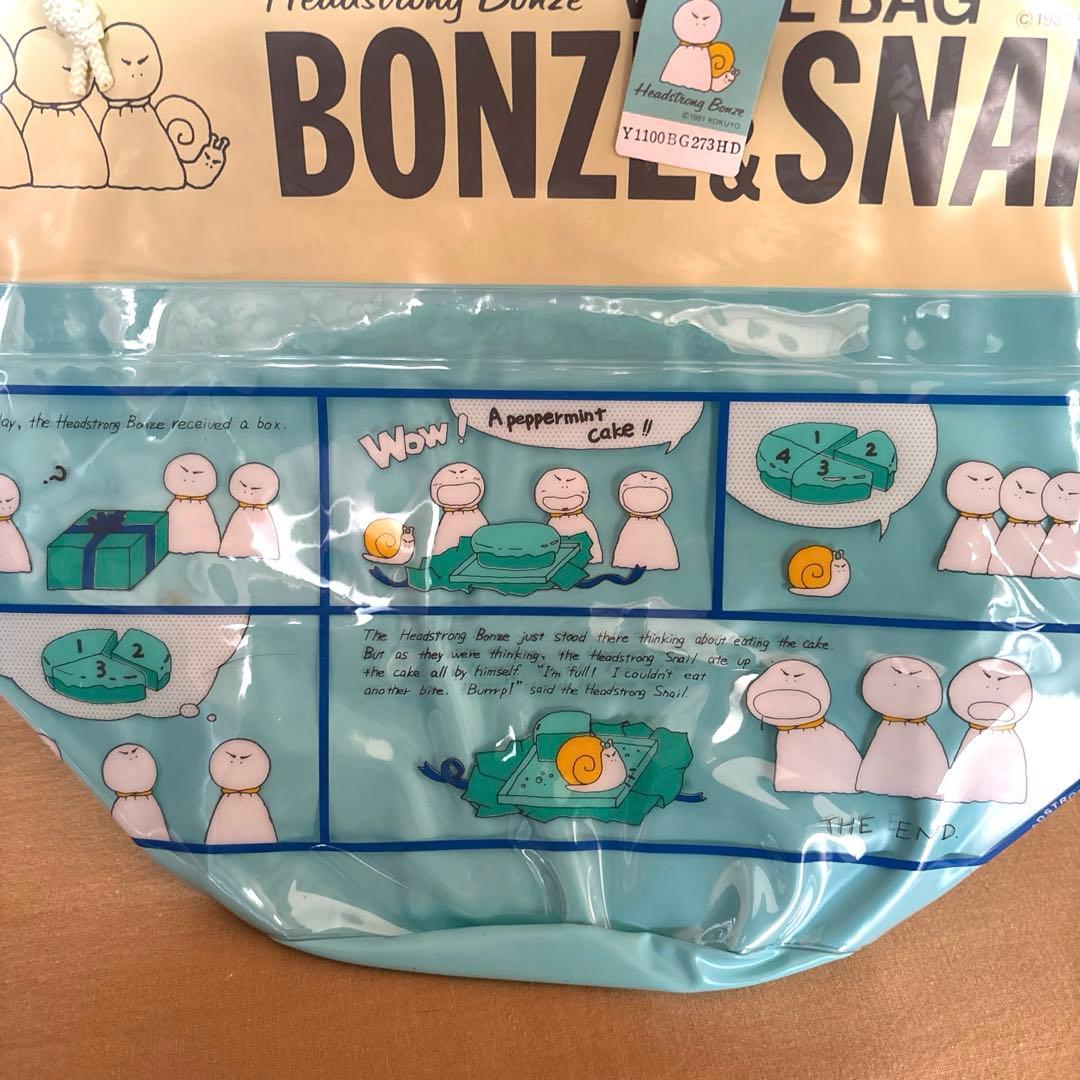 Headstrong Bonze
BAG
BONZE & SNA
Headstrong Bonze
©1981 KOKUYO
Y1100BG273HD
the Headstrong Bonze received a box.
?
Wow!
A peppermint
cake!!
1
2
3
4
1
2
3
The Headstrong Bonze just stood there thinking about eating the cake.
But as they were thinking, the Headstrong Snail ate up
the cake all by himself. "I'm full! I couldn't eat
another bite. Burrrp!" said the Headstrong Snail.
THE END.